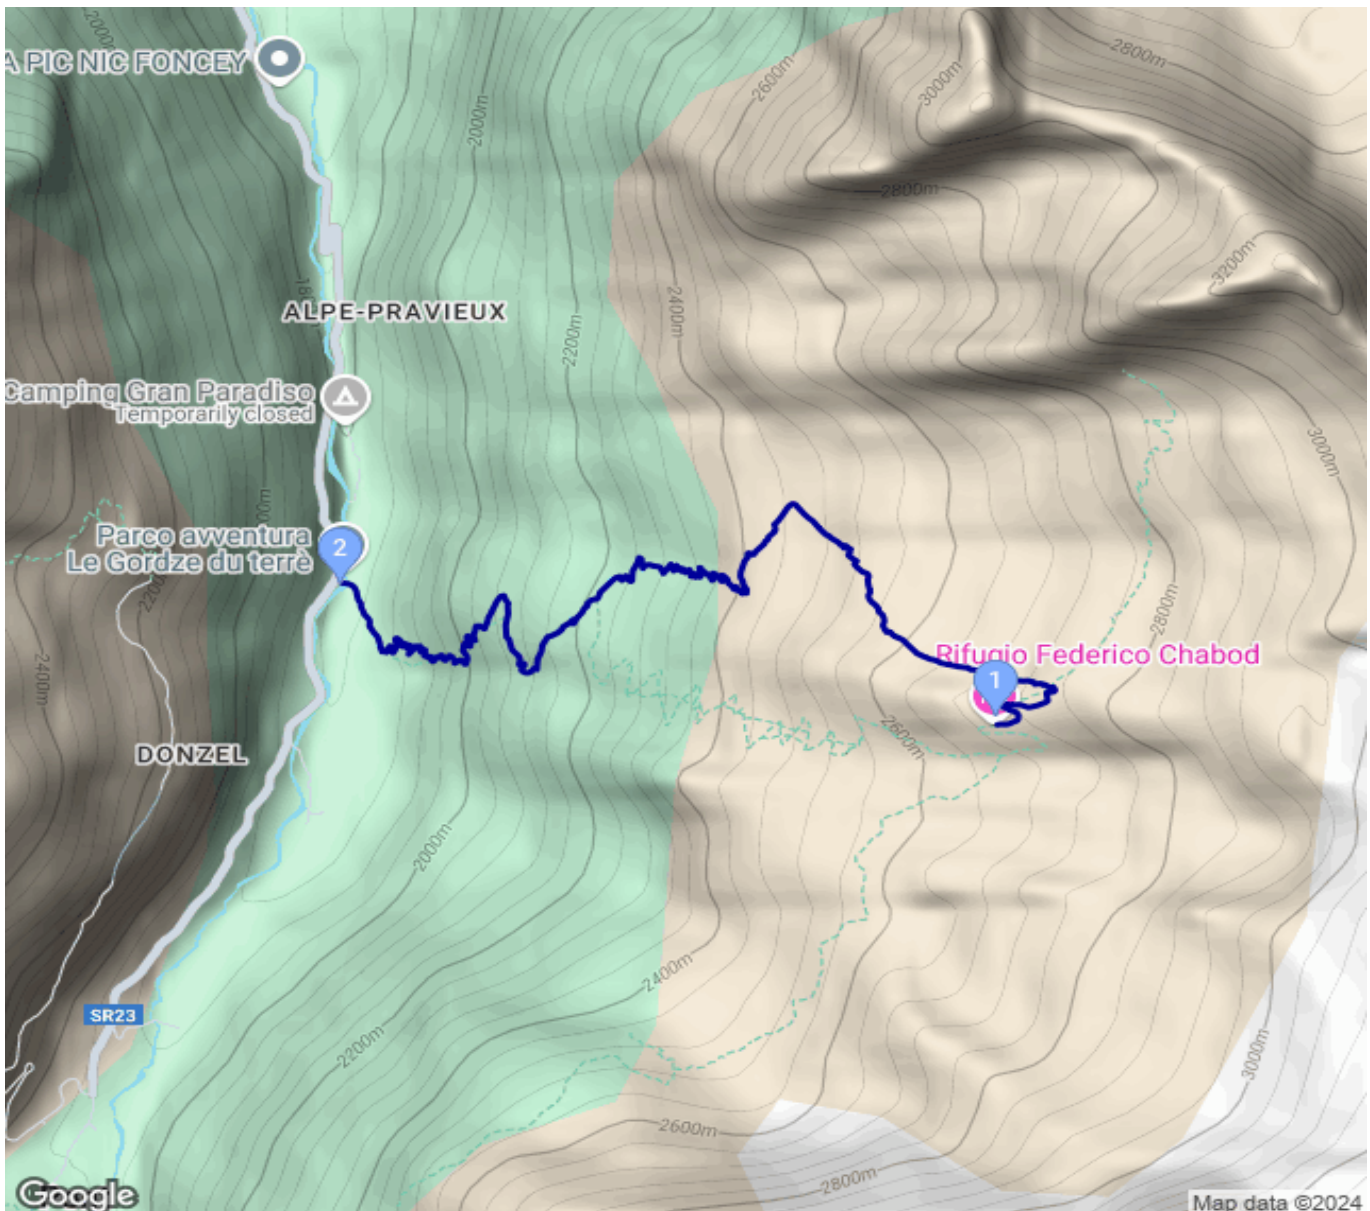 2000m
2800m
A PIC NIC FONCEY
2600m
3000m
2000m
2800m
3200m
2400m
ALPE-PRAVIEUX
2200m
Camping Gran Paradiso
Temporarily closed
3000m
Parco avventura
Le Gordze du terrè
2
2200m
2800m
Rifugio Federico Chabod
1
2400m
2600m
DONZEL
2000m
2400m
SR23
2200m
3000m
2600m
2800m
Google
Map data ©2024